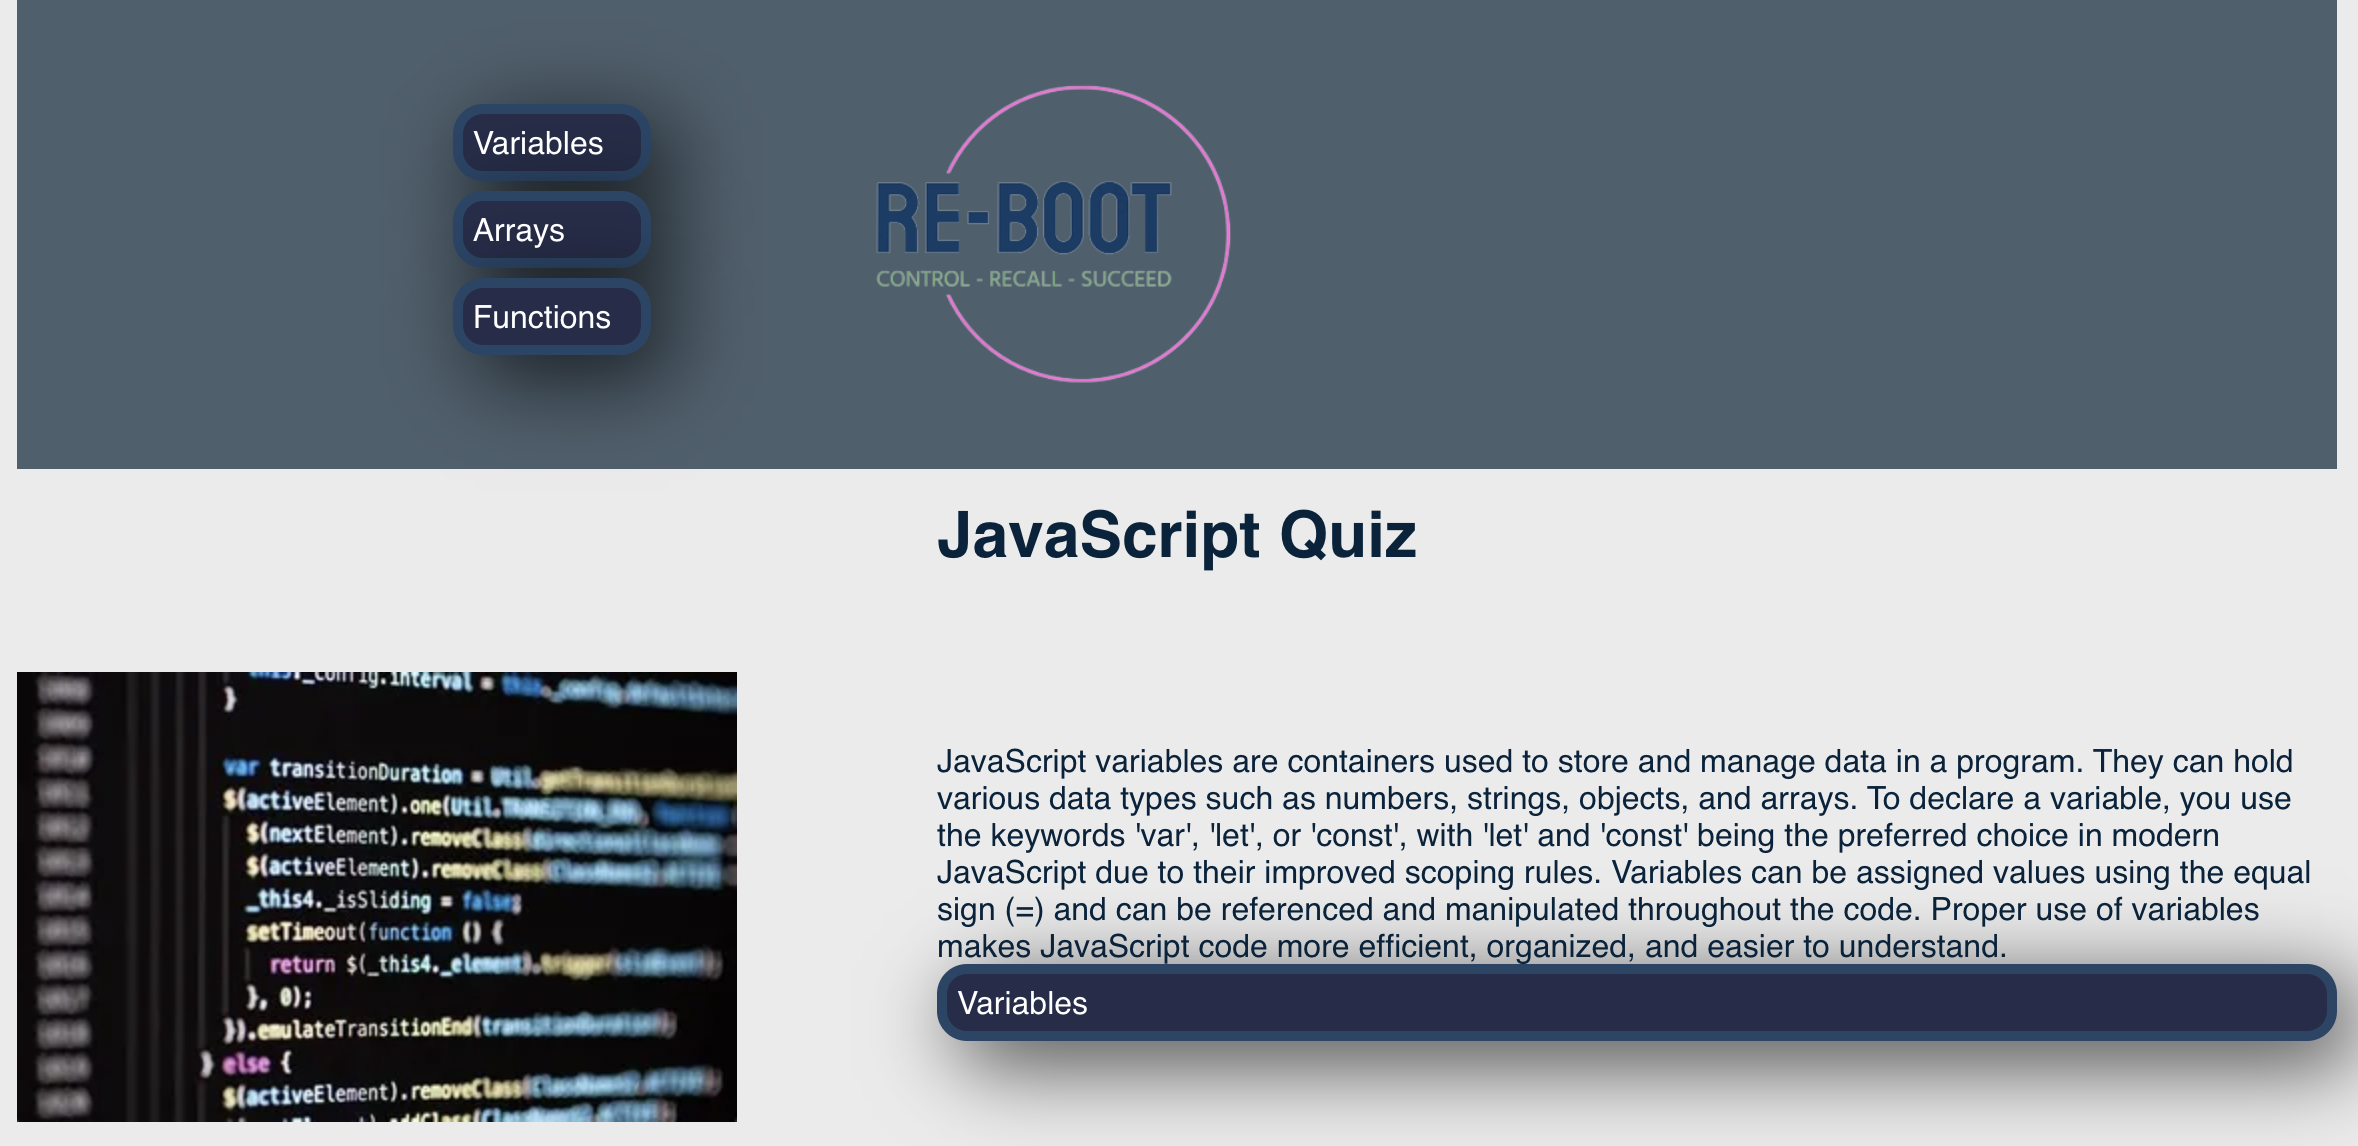 Variables
Arrays
Functions
RE-BOOT
CONTROL - RECALL - SUCCEED
JavaScript Quiz
}
var transitionDuration = Util.
$(activeElement).one(Util.
$(nextElement).removeClass(
$(activeElement).removeClass(
_this4._isSliding = false;
setTimeout(function () {
return $(_this4._element).trigger
}, 0);
}).emulateTransitionEnd(transitionDuration);
} else {
$(activeElement).removeClass(
JavaScript variables are containers used to store and manage data in a program. They can hold
various data types such as numbers, strings, objects, and arrays. To declare a variable, you use
the keywords 'var', 'let', or 'const', with 'let' and 'const' being the preferred choice in modern
JavaScript due to their improved scoping rules. Variables can be assigned values using the equal
sign (=) and can be referenced and manipulated throughout the code. Proper use of variables
makes JavaScript code more efficient, organized, and easier to understand.
Variables